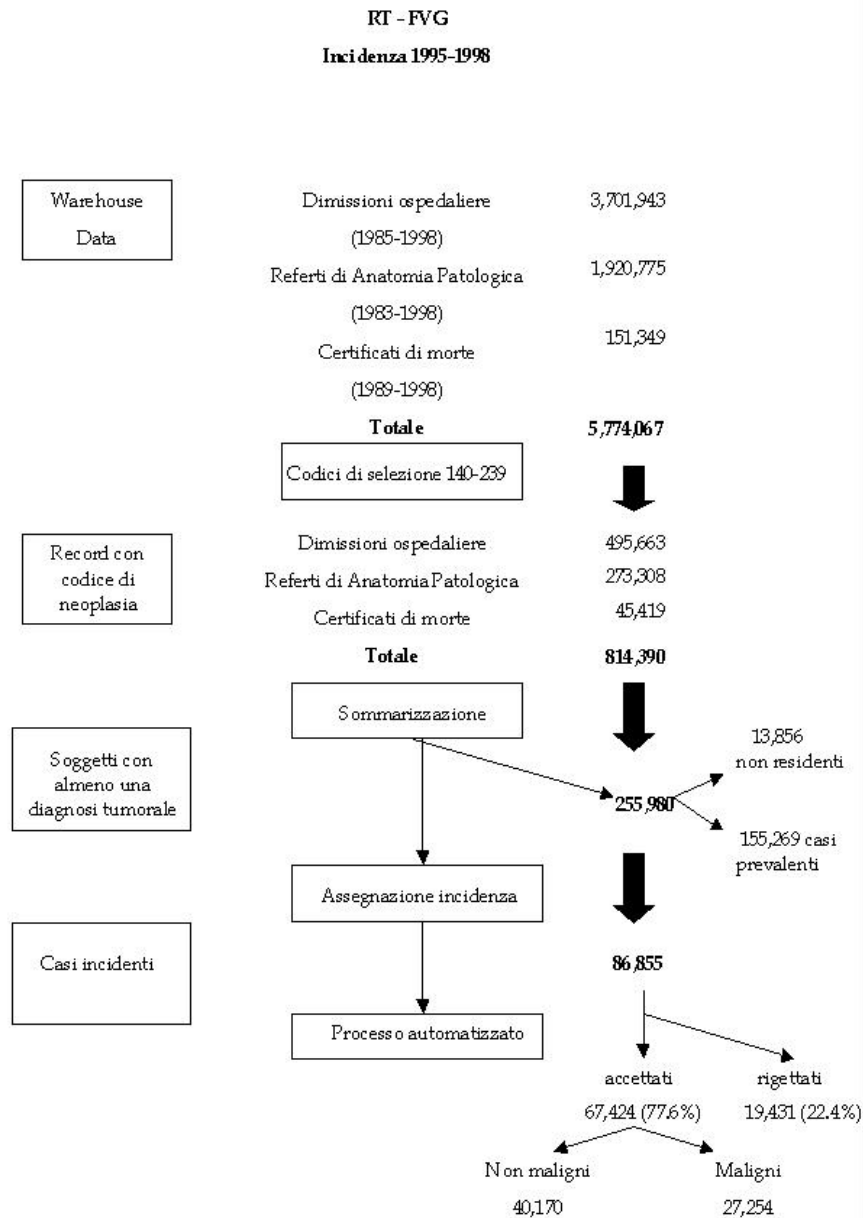 RT - FVG
Incidenza 1995-1998
Warehouse
Data
Dimissioni ospedaliere
3,701,943
(1985-1998)
Referti di Anatomia Patologica
1,920,775
(1983-1998)
Certificati di morte
151,349
(1989-1998)
Totale
5,774,067
Codici di selezione 140-239
Record con
codice di
neoplasia
Dimissioni ospedaliere
495,663
Referti di Anatomia Patologica
273,308
Certificati di morte
45,419
Totale
814,390
Sommarizzazione
Soggetti con
almeno una
diagnosi tumorale
255,980
13,856
non residenti
155,269 casi
prevalenti
Assegnazione incidenza
Casi incidenti
86,855
Processo automatizzato
accettati
rigettati
67,424 (77.6%)
19,431 (22.4%)
Non maligni
Maligni
40,170
27,254